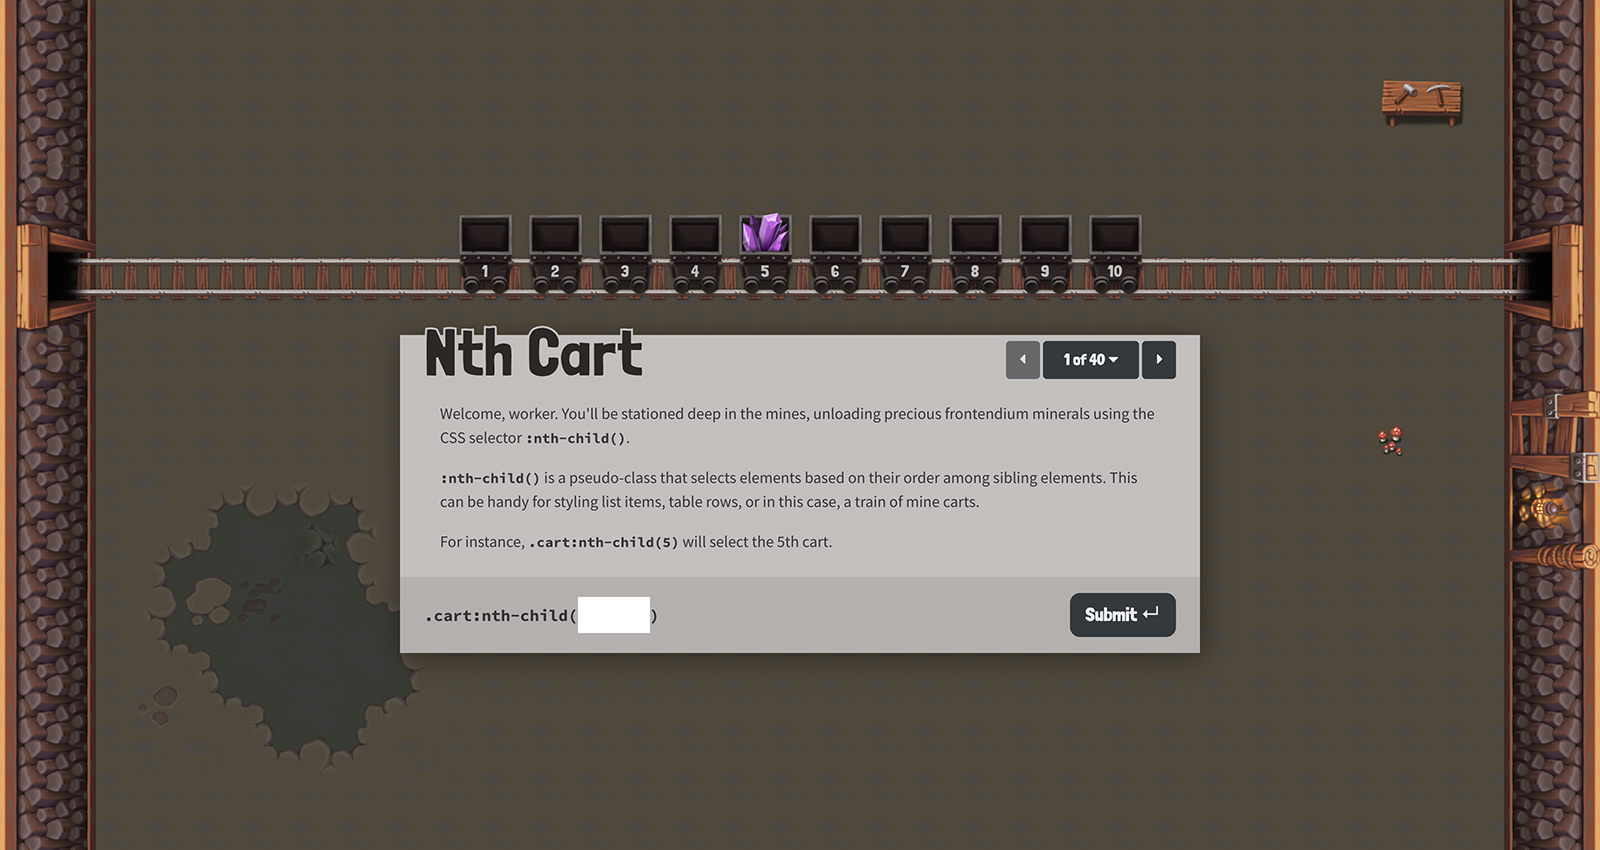 1 2 3 4 5 6 7 8 9 10
Nth Cart
1 of 40
Welcome, worker. You'll be stationed deep in the mines, unloading precious frontendium minerals using the
CSS selector :nth-child().
:nth-child() is a pseudo-class that selects elements based on their order among sibling elements. This
can be handy for styling list items, table rows, or in this case, a train of mine carts.
For instance, .cart:nth-child(5) will select the 5th cart.
.cart:nth-child( )
Submit